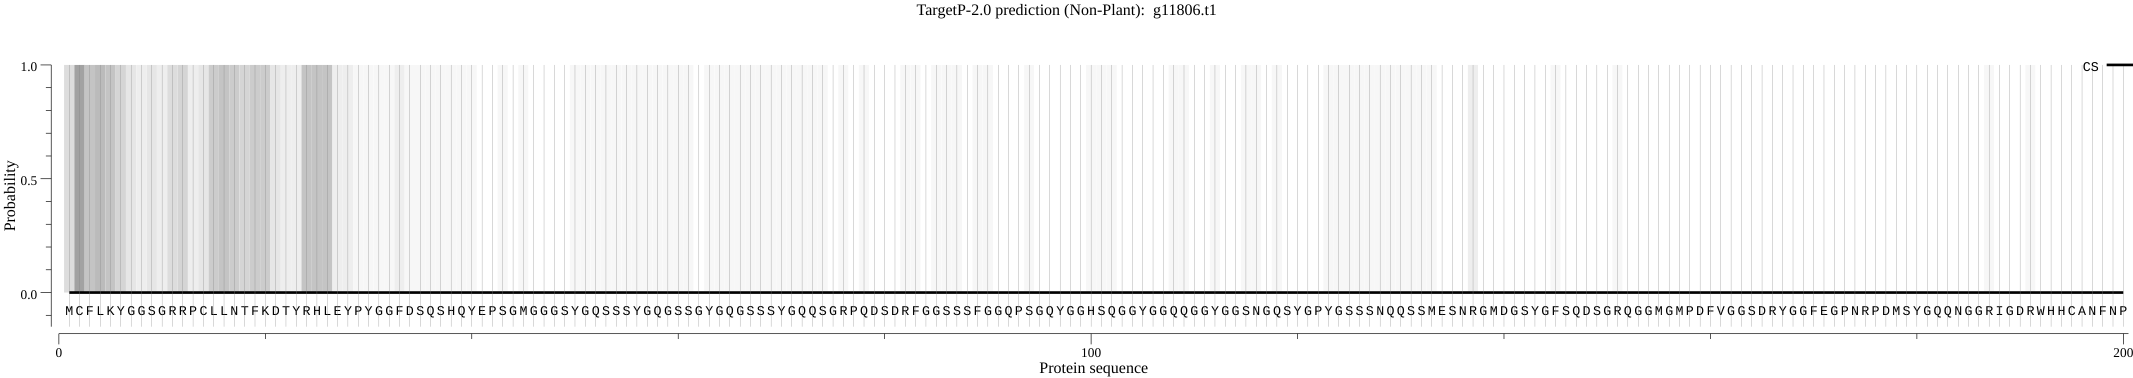 TargetP-2.0 prediction (Non-Plant): g11806.t1
1.0
CS
0.5
Probability
0.0
MCFLKYGGSGRRPCLLNTFKDTYRHLEYPYGGFDSQSHQYEPSGMGGGSYGQSSSYGQGSSGYGQGSSSYGQQSGRPQDSDRFGGSSSFGGQPSGQYGGHSQGGYGGQQGGYGGSNGQSYGPYGSSSSNQQSSMESNRGMDGSYGFSQDSGRQGGMGMPDFVGGSDRYGGFEGPNRPDMSYGQQNGGRIGDRWHHCANFNP
0
100
200
Protein sequence